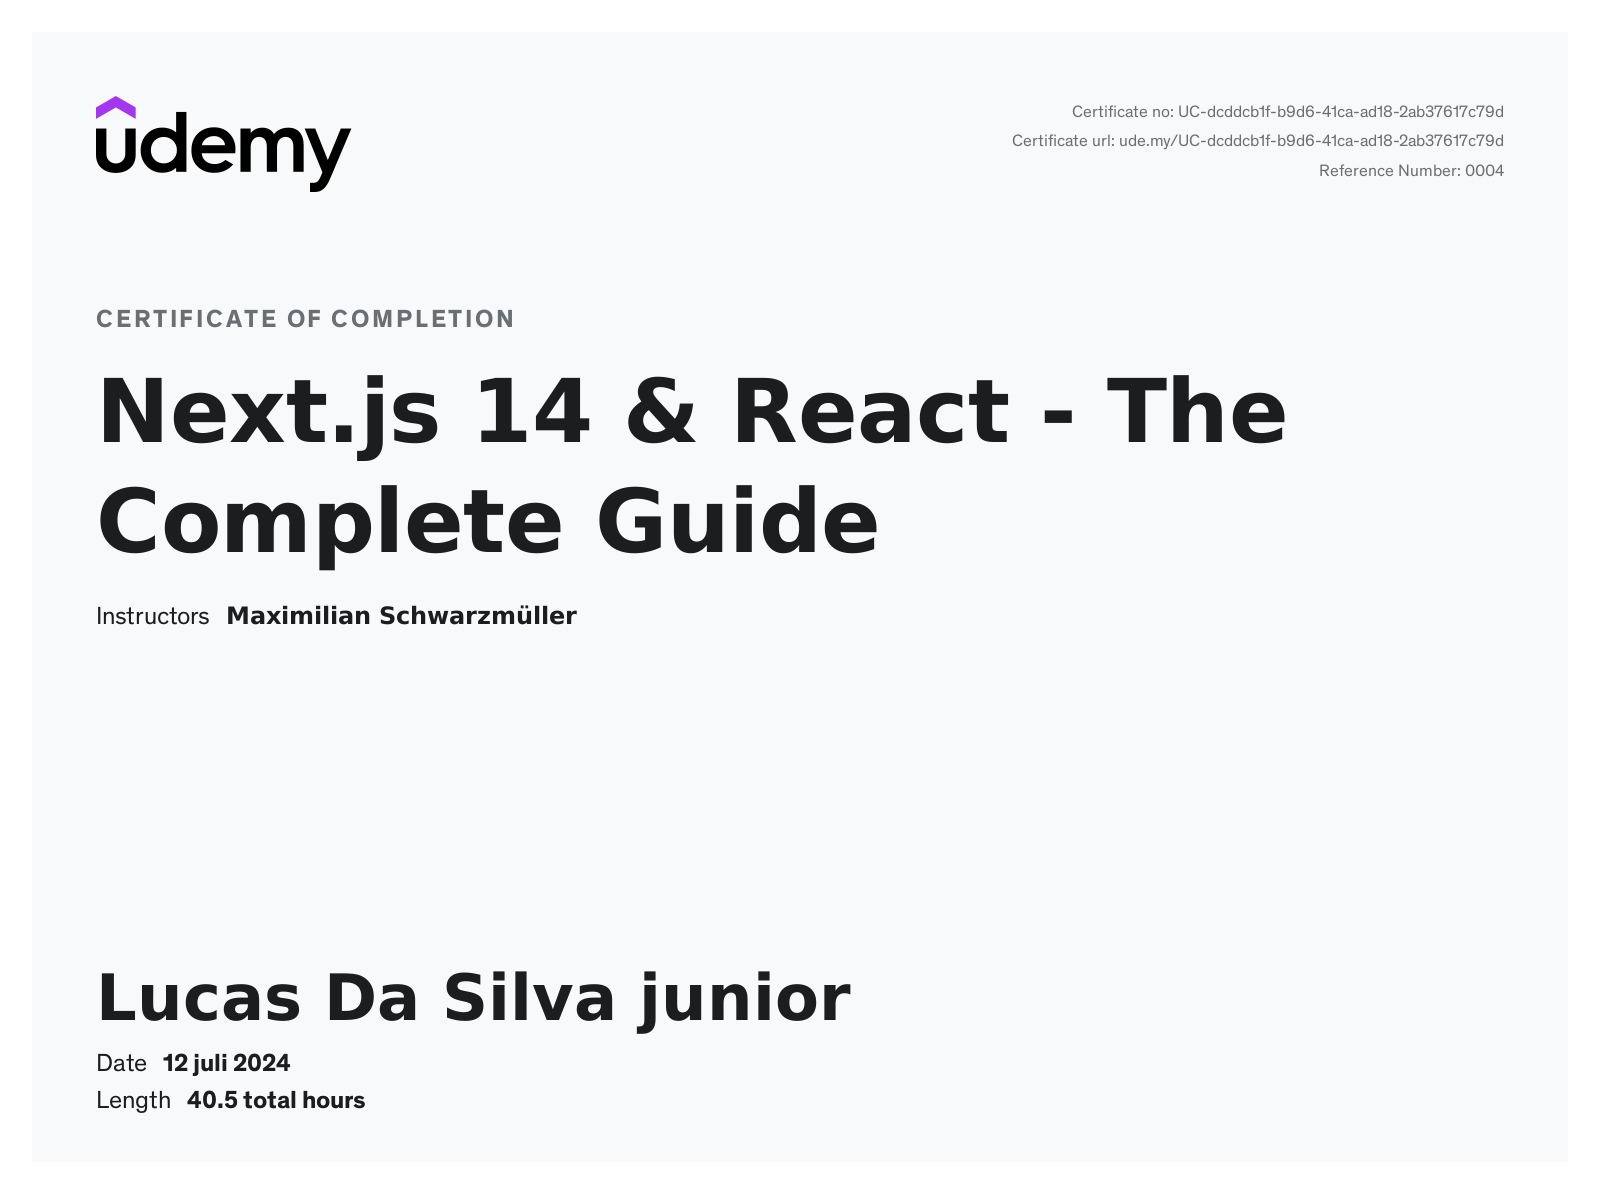 udemy
Certificate no: UC-dcddcb1f-b9d6-41ca-ad18-2ab37617c79d
Certificate url: ude.my/UC-dcddcb1f-b9d6-41ca-ad18-2ab37617c79d
Reference Number: 0004
CERTIFICATE OF COMPLETION
Next.js 14 & React - The
Complete Guide
Instructors Maximilian Schwarzmüller
Lucas Da Silva junior
Date 12 juli 2024
Length 40.5 total hours